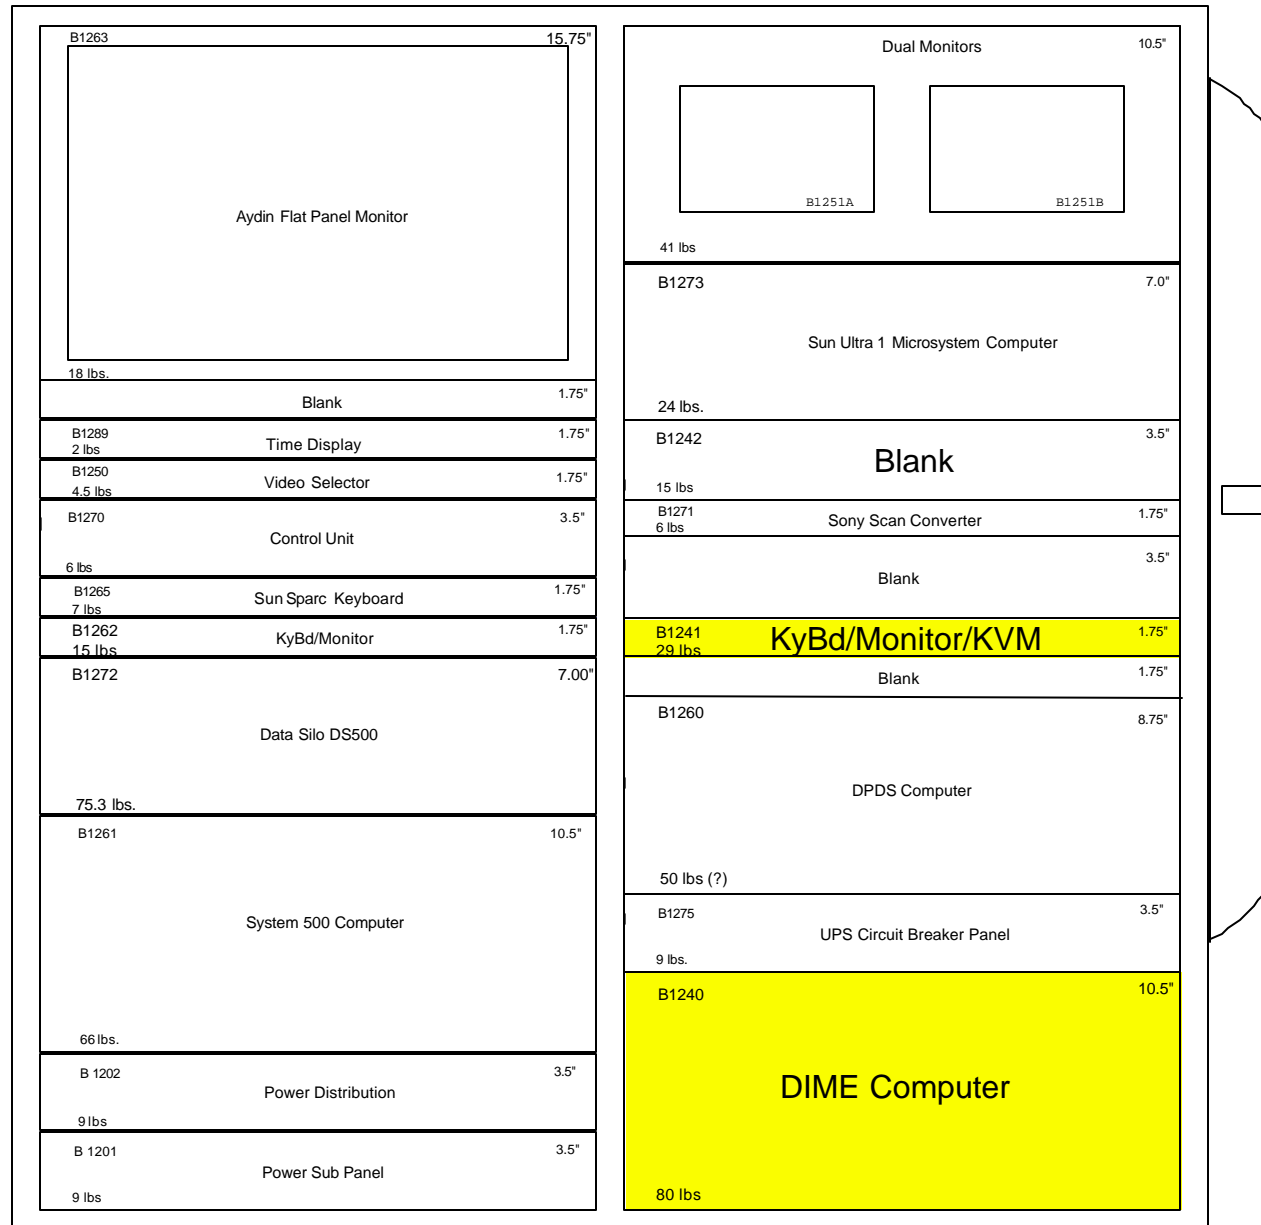 B1263 15.75"
Aydin Flat Panel Monitor
18 lbs.
1.75"
Blank
B1289 1.75"
Time Display
2 lbs
B1250 1.75"
Video Selector
4.5 lbs
B1270 3.5"
Control Unit
6 lbs
B1265 1.75"
Sun Sparc Keyboard
7 lbs
B1262 1.75"
KyBd/Monitor
15 lbs
B1272 7.00"
Data Silo DS500
75.3 lbs.
B1261 10.5"
System 500 Computer
66 lbs.
B 1202 3.5"
Power Distribution
9 lbs
B 1201 3.5"
Power Sub Panel
9 lbs
Dual Monitors 10.5"
B1251A B1251B
41 lbs
B1273 7.0"
Sun Ultra 1 Microsystem Computer
24 lbs.
B1242 3.5"
Blank
15 lbs
B1271 1.75"
Sony Scan Converter
6 lbs
3.5"
Blank
B1241 KyBd/Monitor/KVM 1.75"
29 lbs
1.75"
Blank
B1260 8.75"
DPDS Computer
50 lbs (?)
B1275 3.5"
UPS Circuit Breaker Panel
9 lbs.
B1240 10.5"
DIME Computer
80 lbs